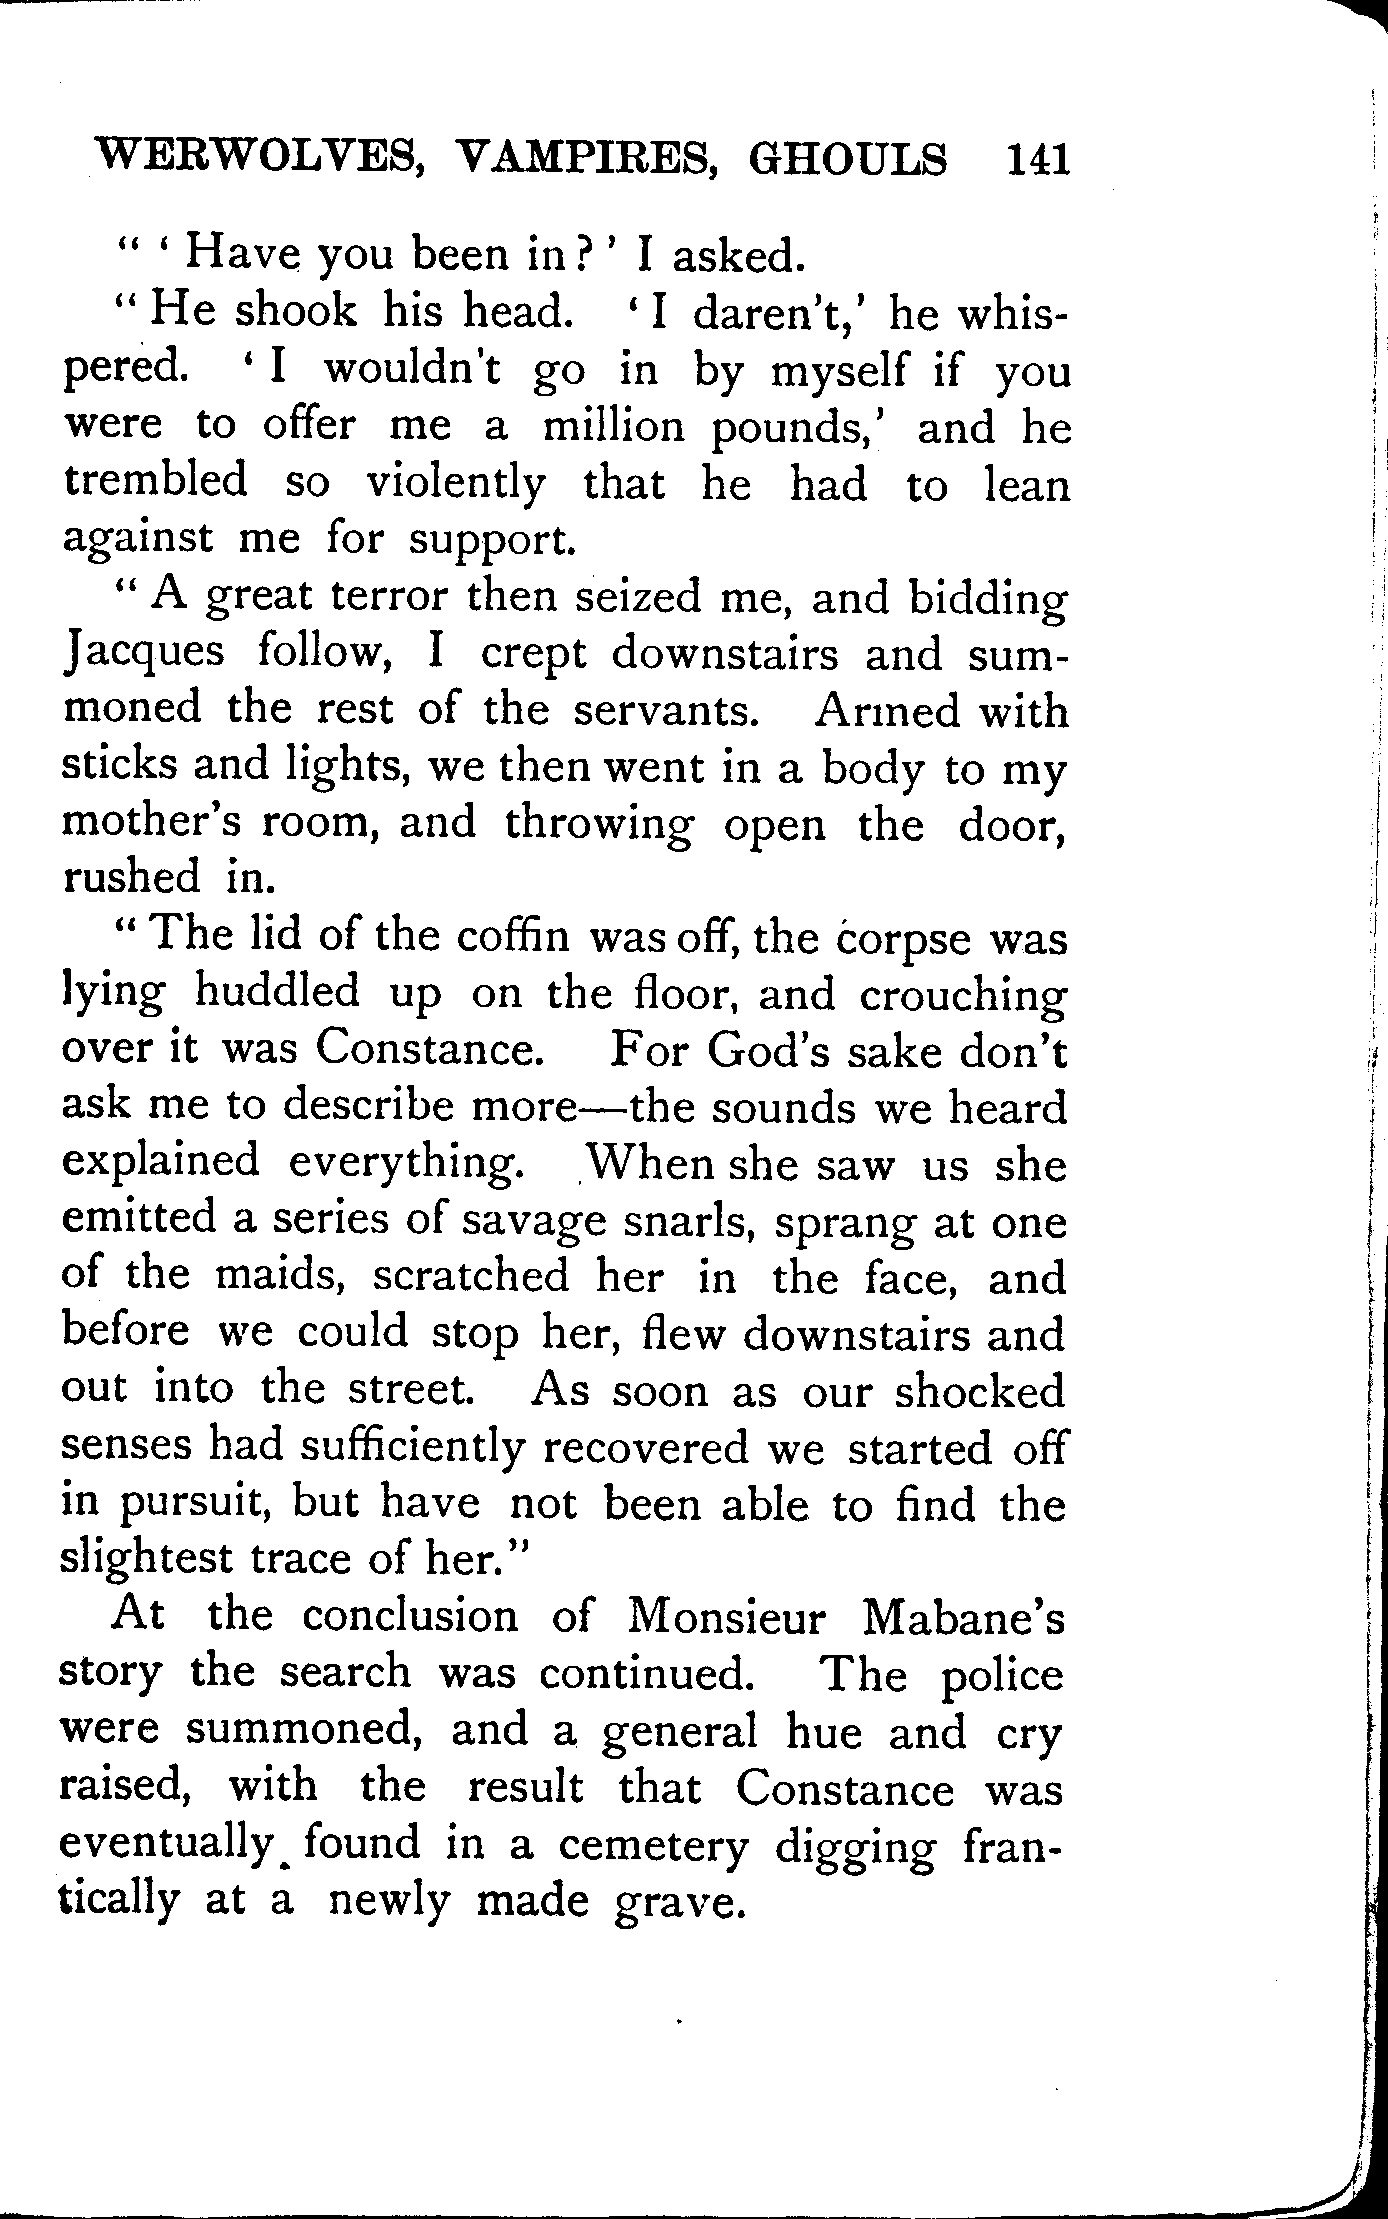 WERWOLVES, VAMPIRES, GHOULS 141
" ' Have you been in ? ' I asked.
" He shook his head. ' I daren't,' he whis-
pered. ' I wouldn't go in by myself if you
were to offer me a million pounds,' and he
trembled so violently that he had to lean
against me for support.
" A great terror then seized me, and bidding
Jacques follow, I crept downstairs and sum-
moned the rest of the servants. Armed with
sticks and lights, we then went in a body to my
mother's room, and throwing open the door,
rushed in.
" The lid of the coffin was off, the corpse was
lying huddled up on the floor, and crouching
over it was Constance. For God's sake don't
ask me to describe more—the sounds we heard
explained everything. When she saw us she
emitted a series of savage snarls, sprang at one
of the maids, scratched her in the face, and
before we could stop her, flew downstairs and
out into the street. As soon as our shocked
senses had sufficiently recovered we started off
in pursuit, but have not been able to find the
slightest trace of her."
At the conclusion of Monsieur Mabane's
story the search was continued. The police
were summoned, and a general hue and cry
raised, with the result that Constance was
eventually found in a cemetery digging fran-
tically at a newly made grave.